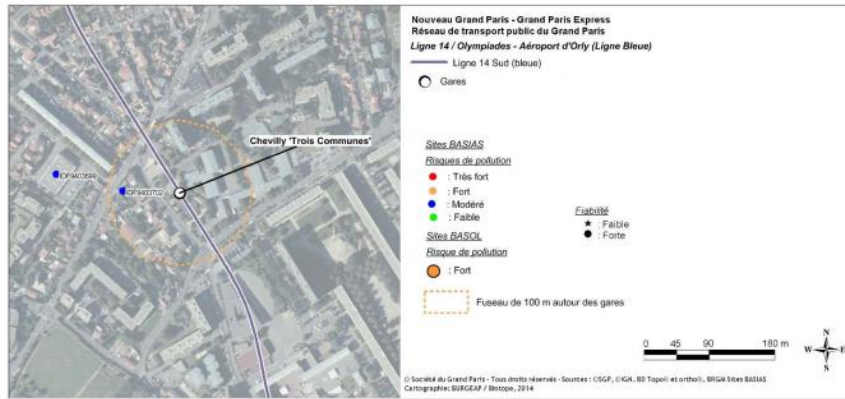 Nouveau Grand Paris - Grand Paris Express
Réseau de transport public du Grand Paris
Ligne 14 / Olympiades - Aéroport d'Orly (Ligne Bleue)
Ligne 14 Sud (bleue)
Gares
Chevilly 'Trois Communes'
Sites BASIAS
Risques de pollution
: Très fort
: Fort
: Modéré
: Faible
Sites BASOL
Risque de pollution
: Fort
Fiabilité
: Faible
: Forte
Fuseau de 100 m autour des gares
0 45 90 180 m
N
W E
S
© Société du Grand Paris - Tous droits réservés - Sources : ©SGP, ©IGN, BD Topo® et ortho®, BRGM Sites BASIAS
Cartographie: BURGEAP / Biotope, 2014